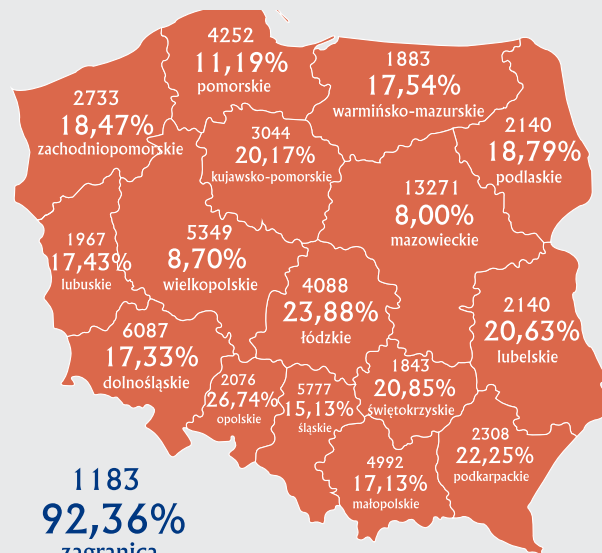 4252
11,19%
pomorskie
1883
17,54%
warmińsko-mazurskie
2733
18,47%
zachodniopomorskie
3044
20,17%
kujawsko-pomorskie
2140
18,79%
podlaskie
13271
8,00%
mazowieckie
1967
17,43%
lubuskie
5349
8,70%
wielkopolskie
4088
23,88%
łódzkie
2140
20,63%
lubelskie
6087
17,33%
dolnośląskie
2076
26,74%
opolskie
5777
15,13%
śląskie
1843
20,85%
świętokrzyskie
2308
22,25%
podkarpackie
4992
17,13%
małopolskie
1183
92,36%
zagranica